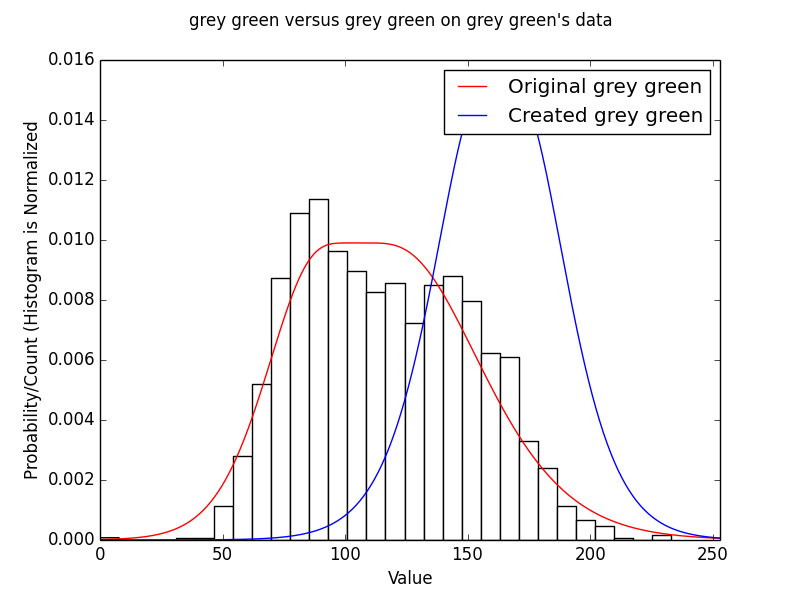 grey green versus grey green on grey green's data
0.016
0.014
0.012
0.010
0.008
0.006
0.004
0.002
0.000
Probability/Count (Histogram is Normalized
Original grey green
Created grey green
0 50 100 150 200 250
Value